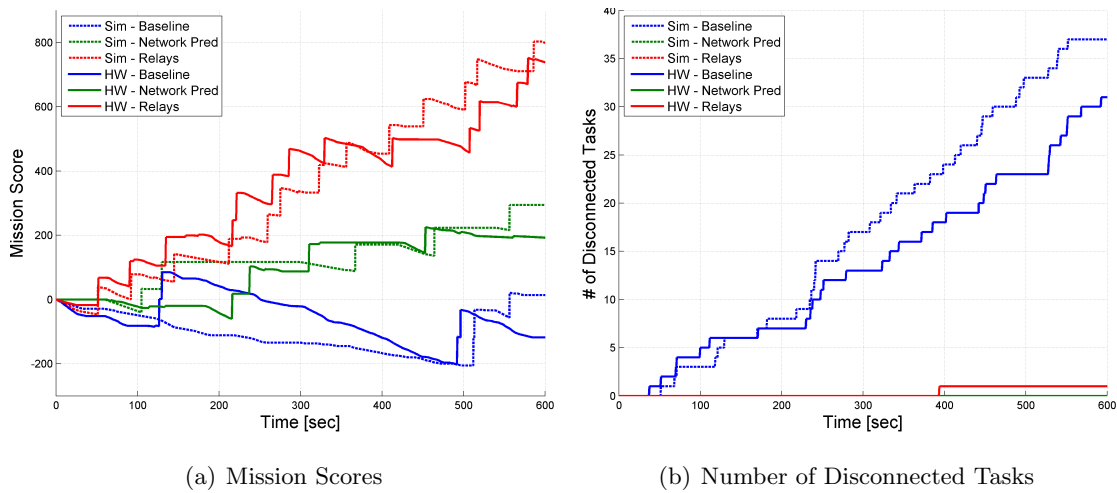 Sim - Baseline
Sim - Network Pred
Sim - Relays
HW - Baseline
HW - Network Pred
HW - Relays
800
600
400
200
0
-200
0
100
200
300
400
500
600
Mission Score
Time [sec]
(a) Mission Scores
Sim - Baseline
Sim - Network Pred
Sim - Relays
HW - Baseline
HW - Network Pred
HW - Relays
40
35
30
25
20
15
10
5
0
0
100
200
300
400
500
600
# of Disconnected Tasks
Time [sec]
(b) Number of Disconnected Tasks